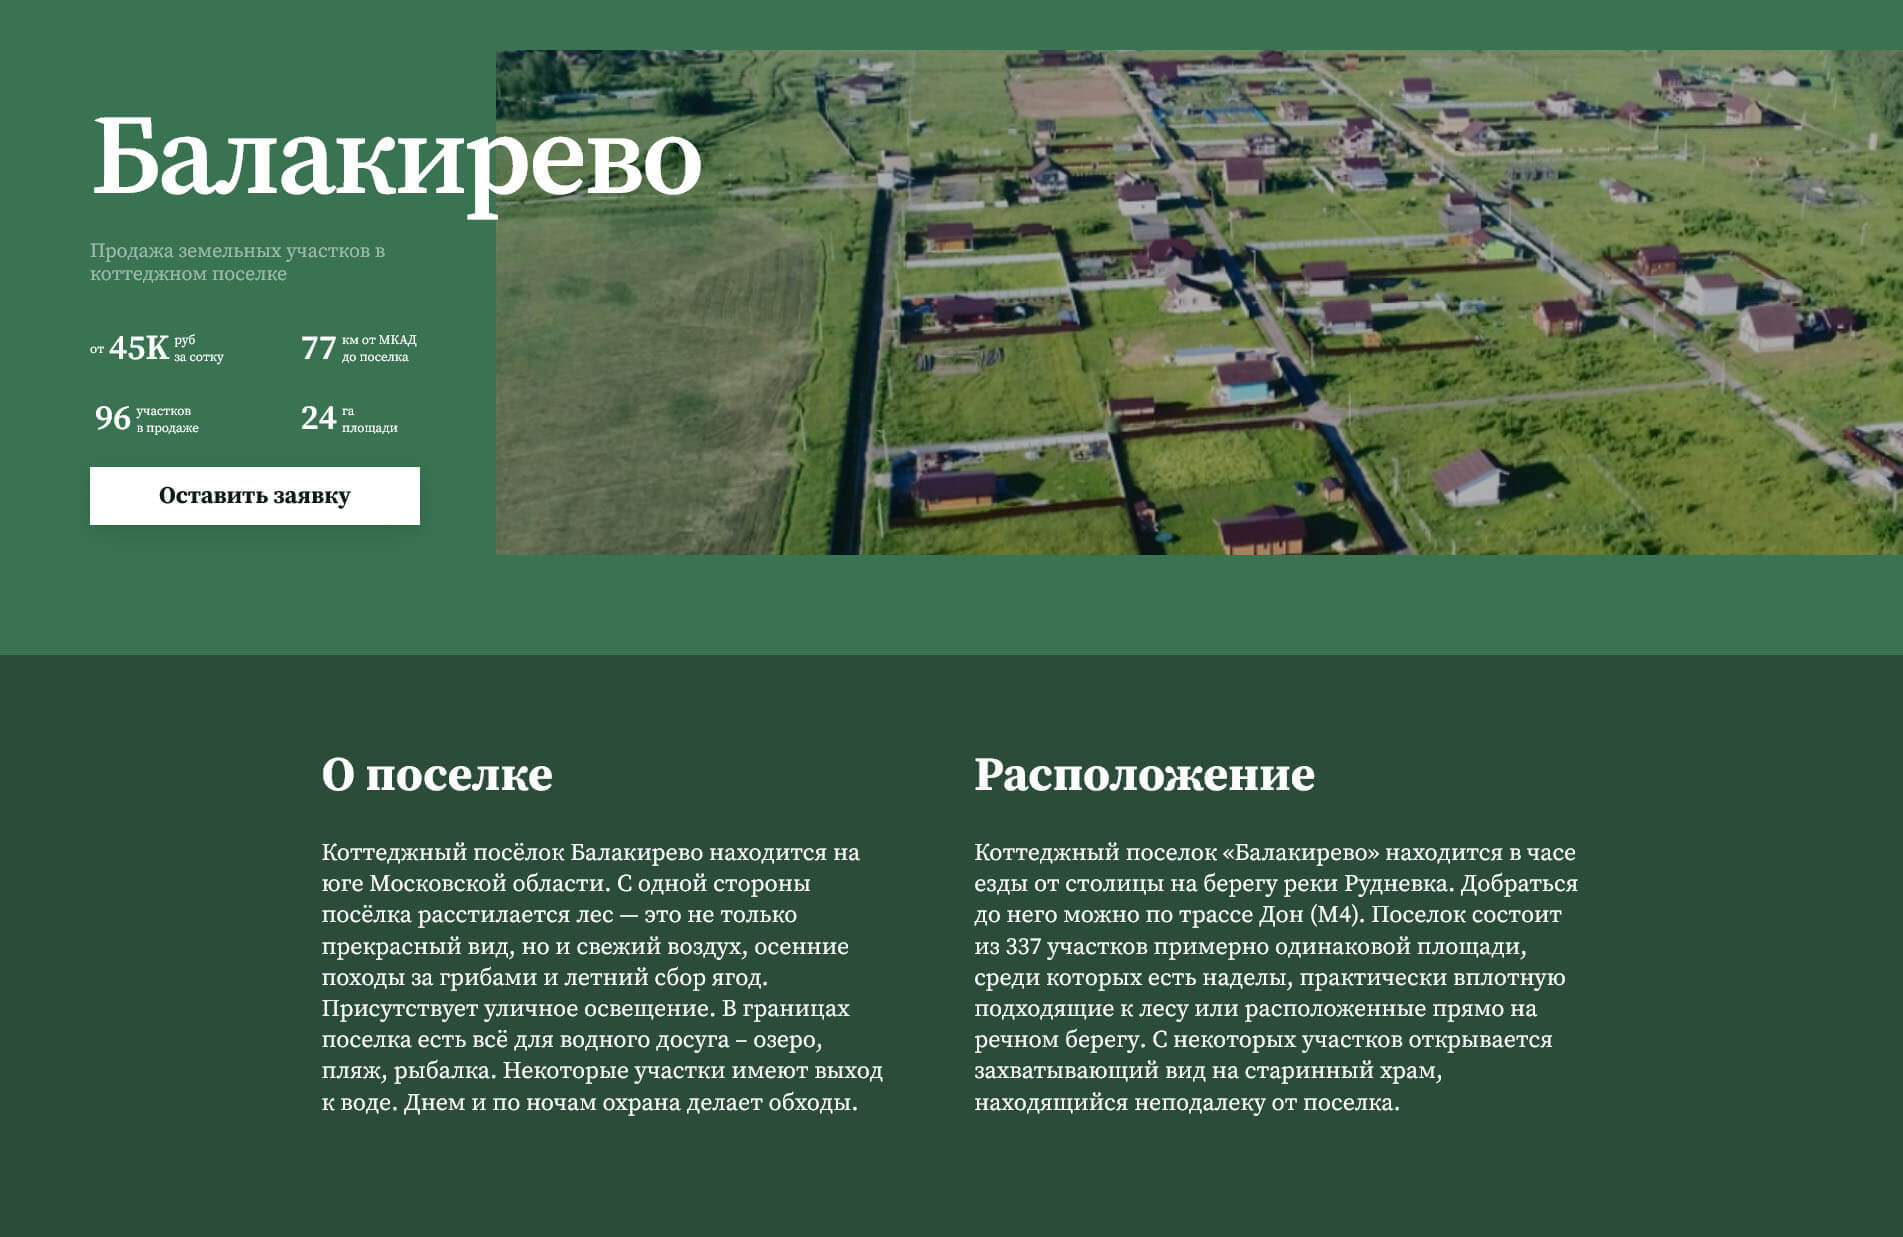 Балакирево
Продажа земельных участков в
коттеджном поселке
от 45К руб
за сотку
77 км от МКАД
до поселка
96 участков
в продаже
24 га
площади
Оставить заявку
О поселке
Коттеджный посёлок Балакирево находится на
юге Московской области. С одной стороны
посёлка расстилается лес — это не только
прекрасный вид, но и свежий воздух, осенние
походы за грибами и летний сбор ягод.
Присутствует уличное освещение. В границах
поселка есть всё для водного досуга – озеро,
пляж, рыбалка. Некоторые участки имеют выход
к воде. Днем и по ночам охрана делает обходы.
Расположение
Коттеджный поселок «Балакирево» находится в часе
езды от столицы на берегу реки Рудневка. Добраться
до него можно по трассе Дон (М4). Поселок состоит
из 337 участков примерно одинаковой площади,
среди которых есть наделы, практически вплотную
подходящие к лесу или расположенные прямо на
речном берегу. С некоторых участков открывается
захватывающий вид на старинный храм,
находящийся неподалеку от поселка.